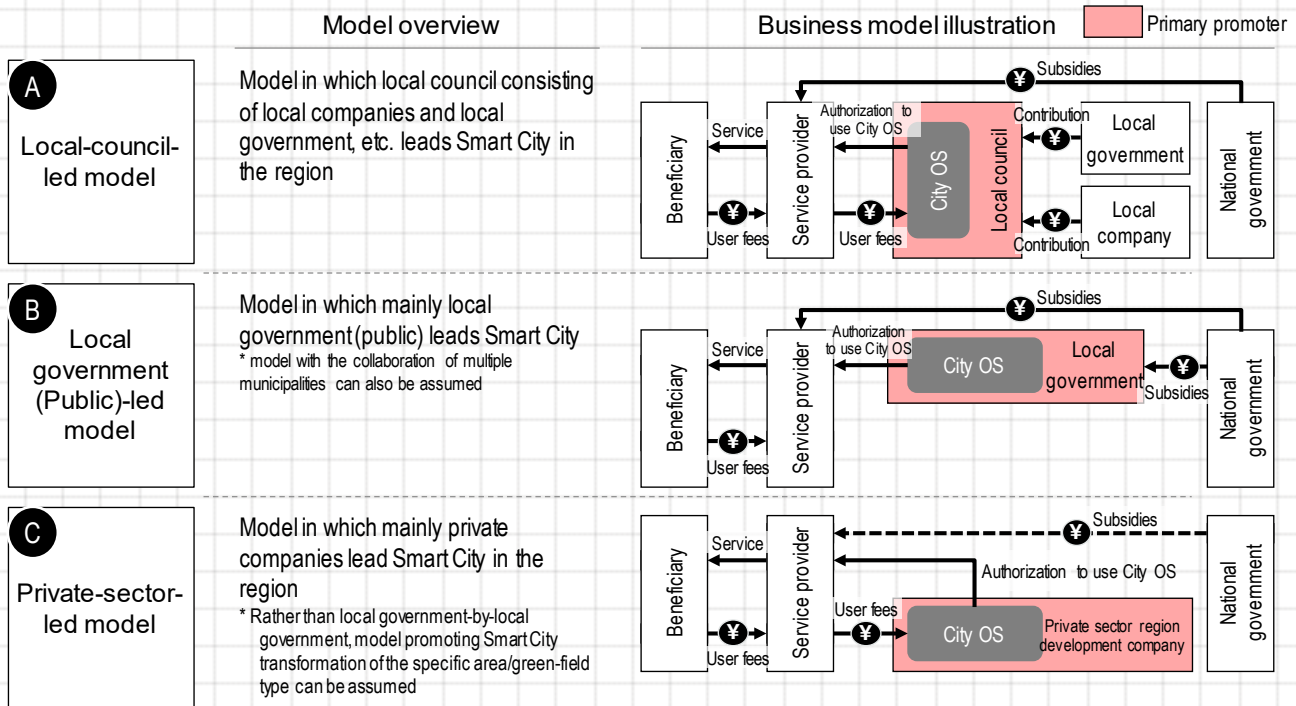 Model overview
Business model illustration
Primary promoter
A
Local-council-
led model
Model in which local council consisting
of local companies and local
government, etc. leads Smart City in
the region
Beneficiary
Service
¥
User fees
Service provider
¥
Subsidies
Authorization to
use City OS
¥
User fees
City OS
Local council
Contribution
¥
Local
government
¥
Contribution
Local
company
National
government
B
Local
government
(Public)-led
model
Model in which mainly local
government (public) leads Smart City
* model with the collaboration of multiple
municipalities can also be assumed
Beneficiary
Service
¥
User fees
Service provider
¥
Subsidies
Authorization
to use City OS
City OS
Local
government
¥
Subsidies
National
government
C
Private-sector-
led model
Model in which mainly private
companies lead Smart City in the
region
* Rather than local government-by-local
government, model promoting Smart City
transformation of the specific area/green-field
type can be assumed
Beneficiary
Service
¥
User fees
Service provider
¥
Subsidies
Authorization to use City OS
User fees
¥
City OS
Private sector region
development company
National
government